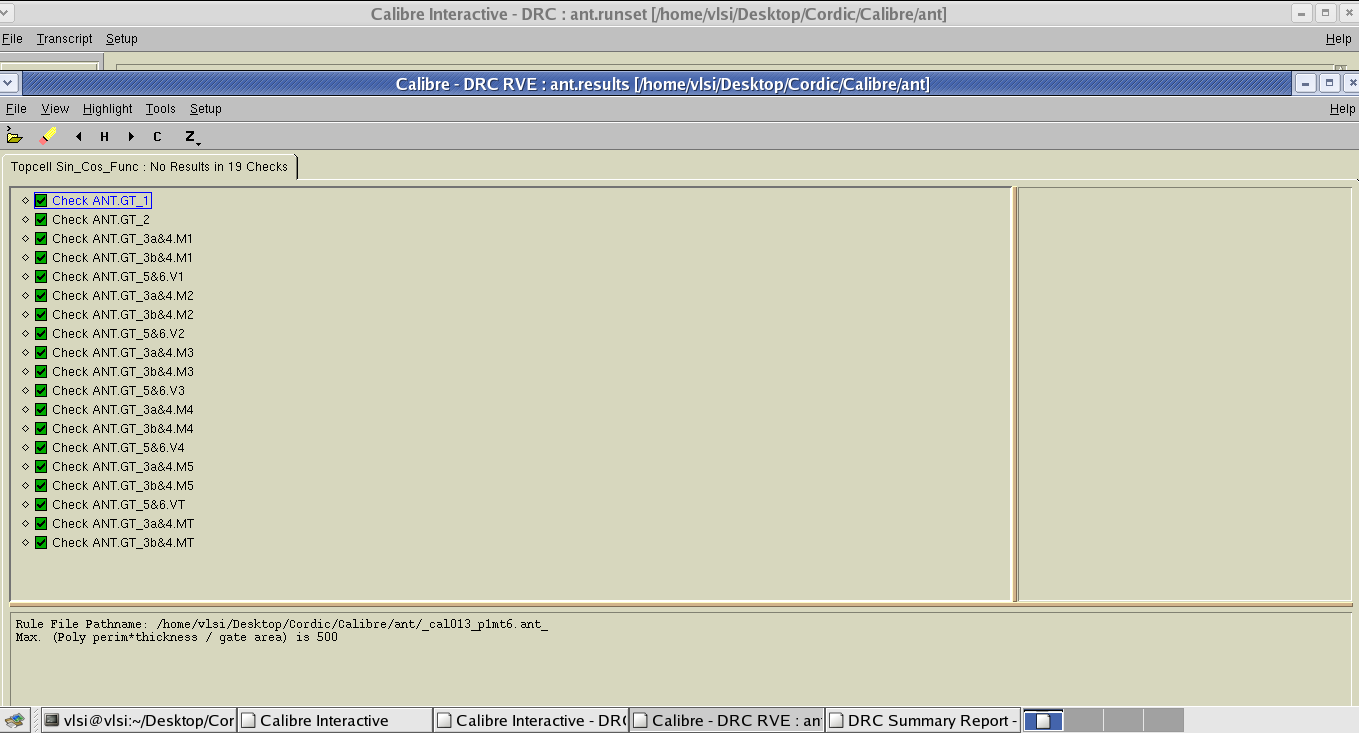 Calibre Interactive - DRC : ant.runset [/home/vlsi/Desktop/Cordic/Calibre/ant]
File Transcript Setup Help
Calibre - DRC RVE : ant.results [/home/vlsi/Desktop/Cordic/Calibre/ant]
File View Highlight Tools Setup Help
H C Z
Topcell Sin_Cos_Func : No Results in 19 Checks
Check ANT.GT_1
Check ANT.GT_2
Check ANT.GT_3a&4.M1
Check ANT.GT_3b&4.M1
Check ANT.GT_5&6.V1
Check ANT.GT_3a&4.M2
Check ANT.GT_3b&4.M2
Check ANT.GT_5&6.V2
Check ANT.GT_3a&4.M3
Check ANT.GT_3b&4.M3
Check ANT.GT_5&6.V3
Check ANT.GT_3a&4.M4
Check ANT.GT_3b&4.M4
Check ANT.GT_5&6.V4
Check ANT.GT_3a&4.M5
Check ANT.GT_3b&4.M5
Check ANT.GT_5&6.VT
Check ANT.GT_3a&4.MT
Check ANT.GT_3b&4.MT
Rule File Pathname: /home/vlsi/Desktop/Cordic/Calibre/ant/_cal013_p1mt6.ant_
Max. (Poly perim*thickness / gate area) is 500
vlsi@vlsi:~/Desktop/Cor Calibre Interactive Calibre Interactive - DRC Calibre - DRC RVE : an DRC Summary Report -